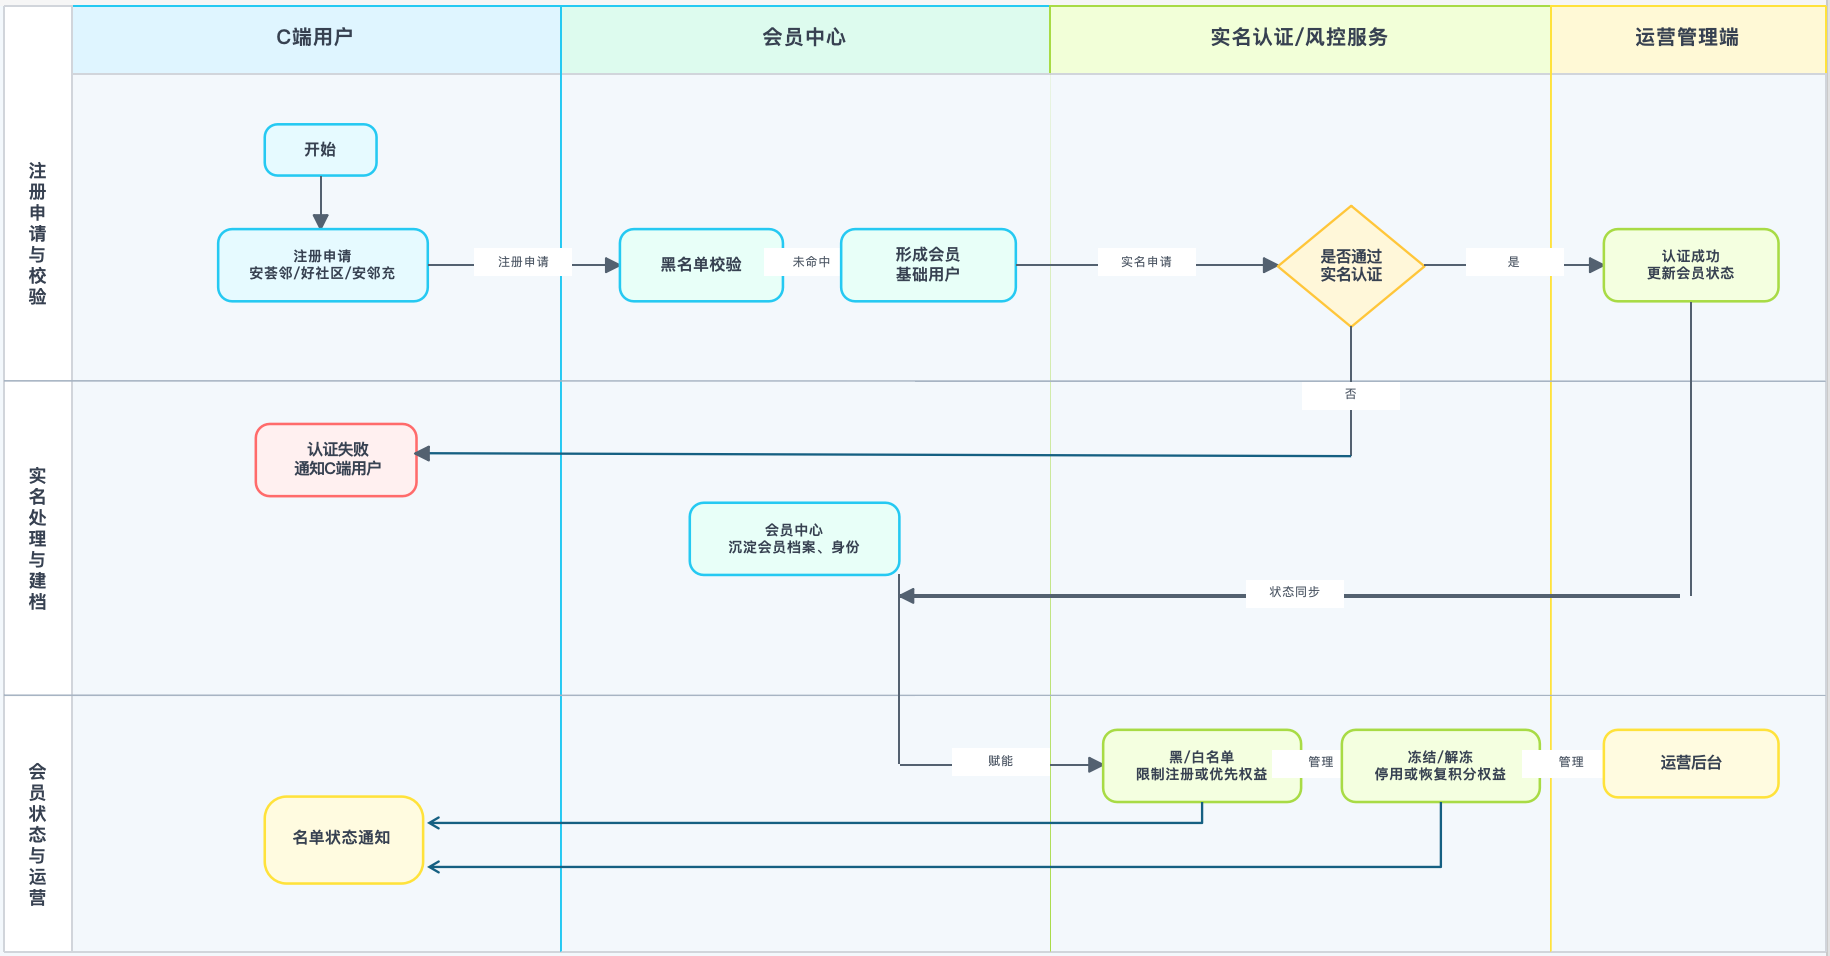 C端用户
会员中心
实名认证/风控服务
运营管理端
注册申请与校验
开始
注册申请
安荟邻/好社区/安邻充
注册申请
黑名单校验
未命中
形成会员
基础用户
实名申请
是否通过
实名认证
是
认证成功
更新会员状态
实名处理与建档
否
认证失败
通知C端用户
会员中心
沉淀会员档案、身份
状态同步
会员状态与运营
赋能
黑/白名单
限制注册或优先权益
管理
冻结/解冻
停用或恢复积分权益
管理
运营后台
名单状态通知